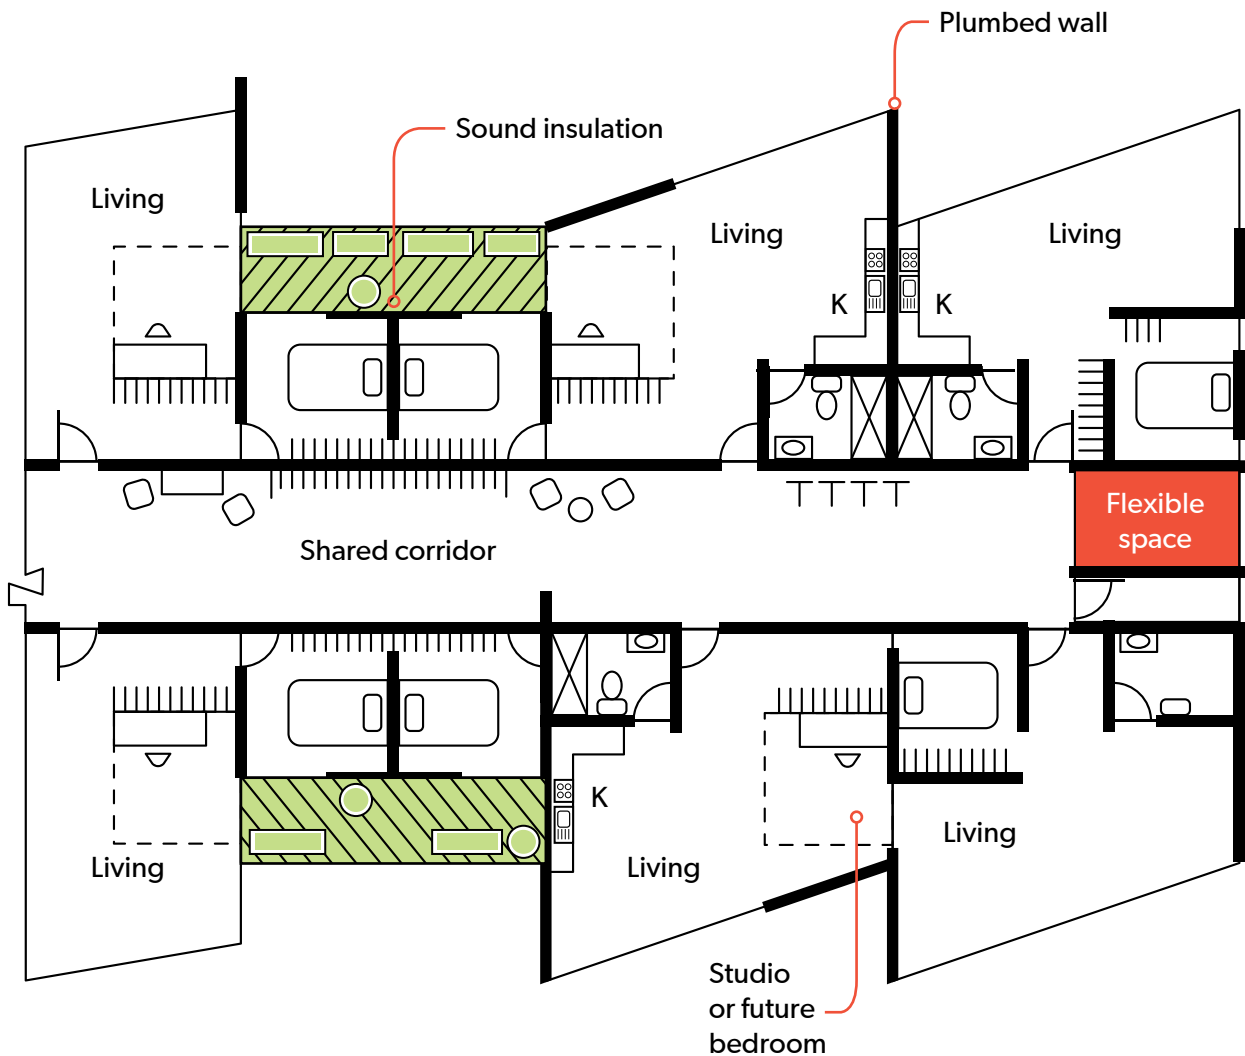 Plumbed wall
Sound insulation
Living
Living
Living
K
K
Flexible
space
Shared corridor
K
Living
Living
Living
Studio
or future
bedroom